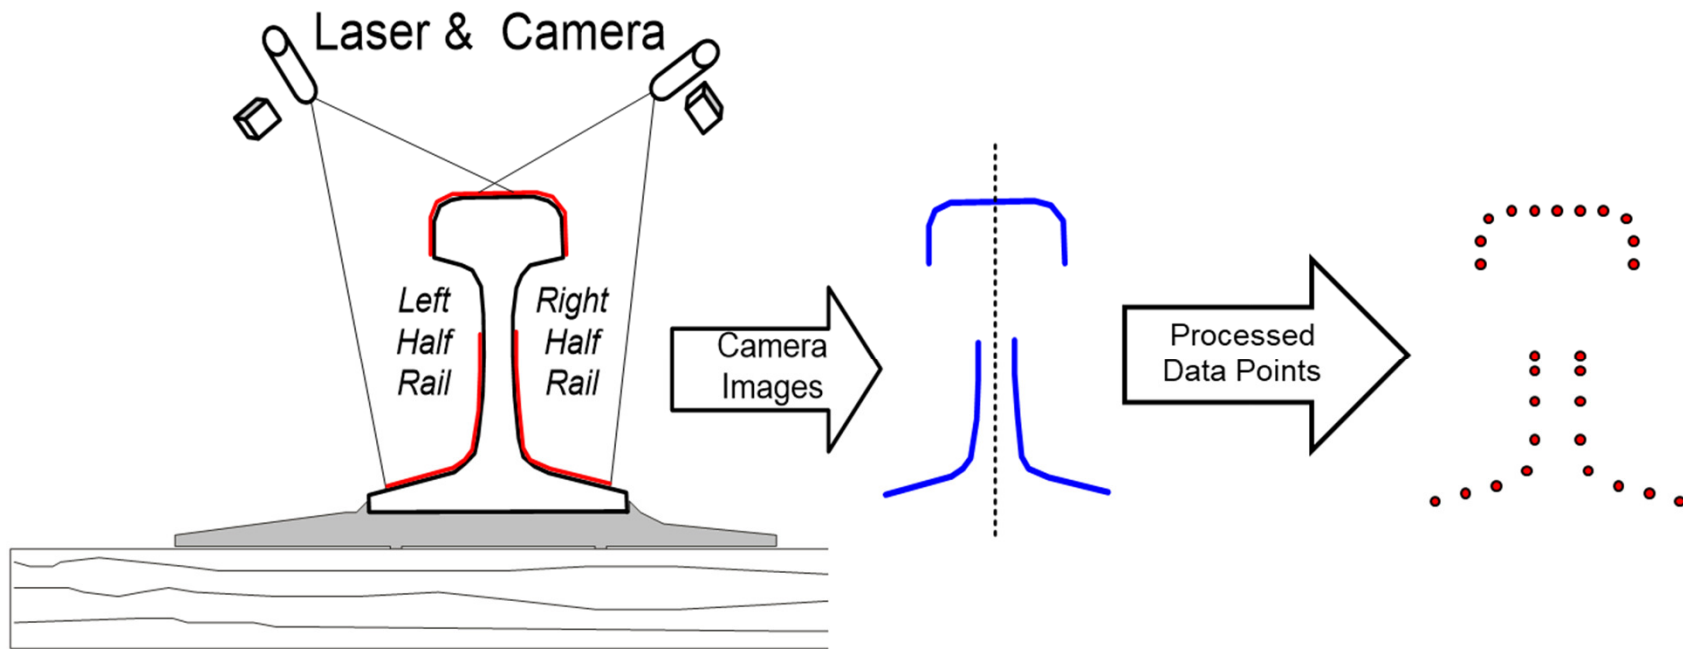 Laser & Camera
Left
Half
Rail
Right
Half
Rail
Camera
Images
Processed
Data Points